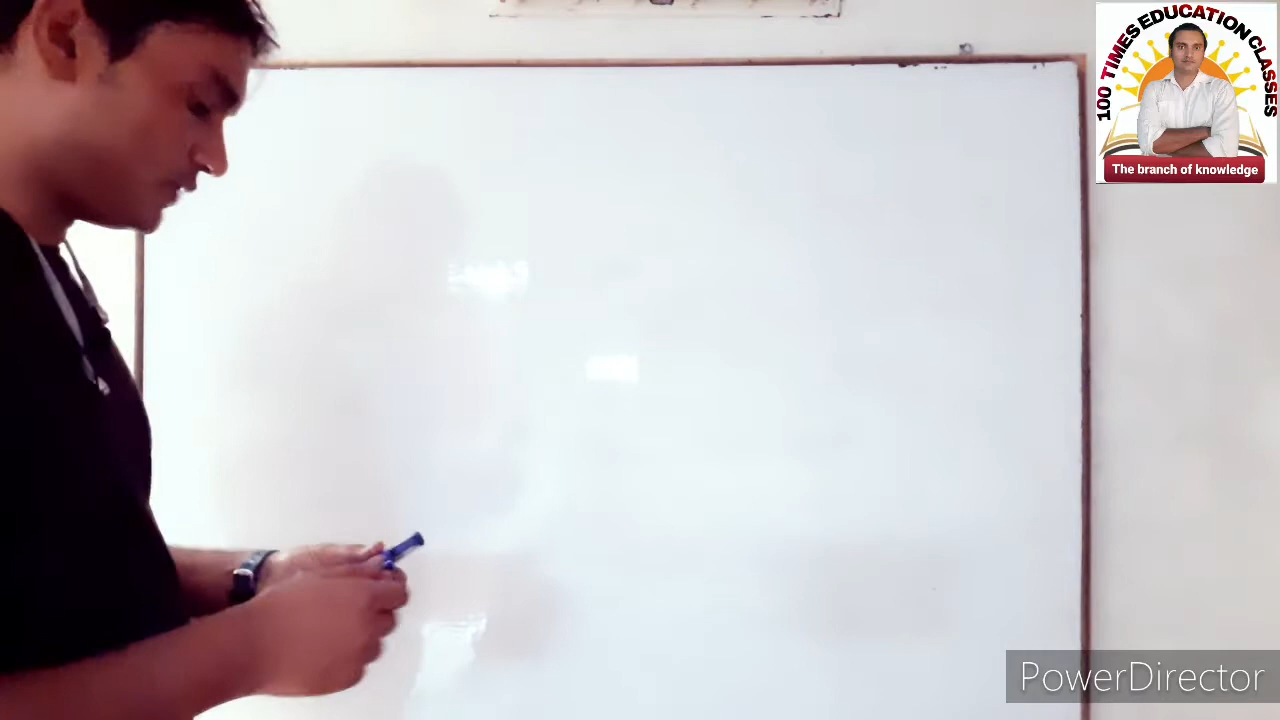 100 TIMES EDUCATION CLASSES
The branch of knowledge
PowerDirector